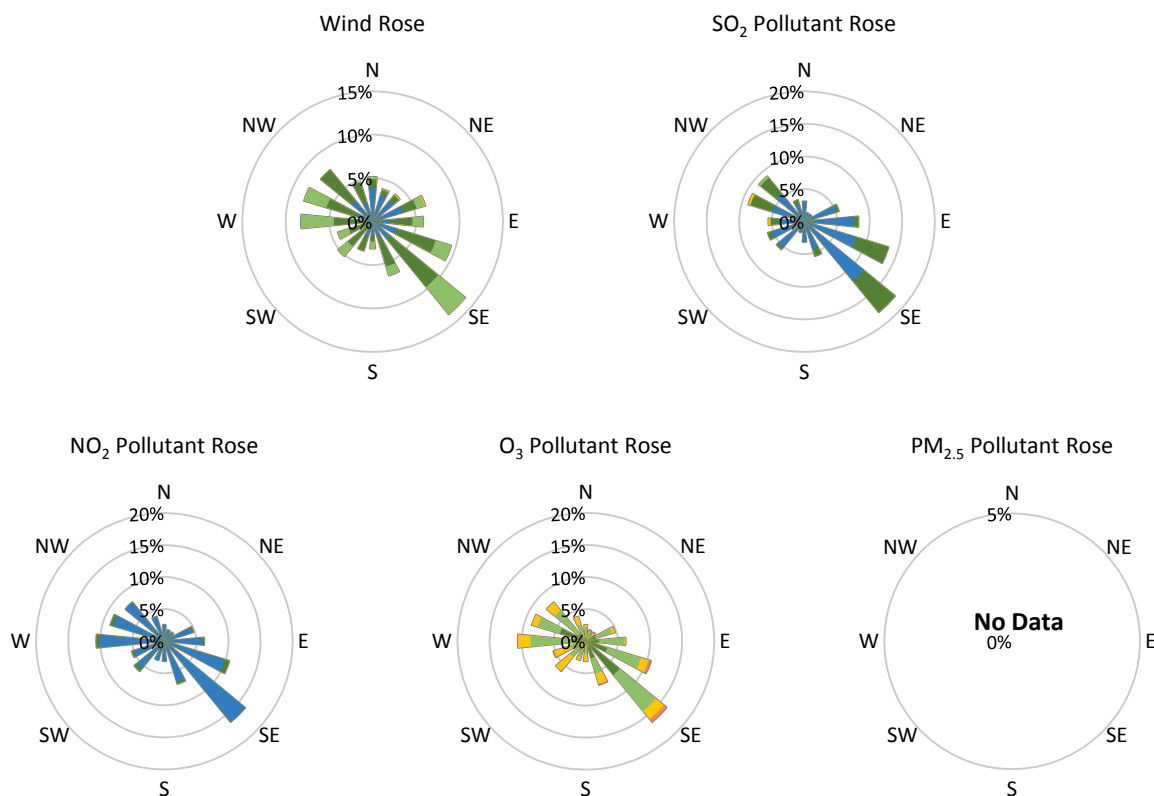 Wind Rose
N
15%
NW
NE
10%
5%
W
0%
E
SW
SE
S
SO2 Pollutant Rose
N
20%
NW
15%
NE
10%
5%
W
0%
E
SW
SE
S
NO2 Pollutant Rose
N
20%
NW
15%
NE
10%
5%
W
0%
E
SW
SE
S
O3 Pollutant Rose
N
20%
NW
15%
NE
10%
5%
W
0%
E
SW
SE
S
PM2.5 Pollutant Rose
N
5%
NW
NE
No Data
W
0%
E
SW
SE
S